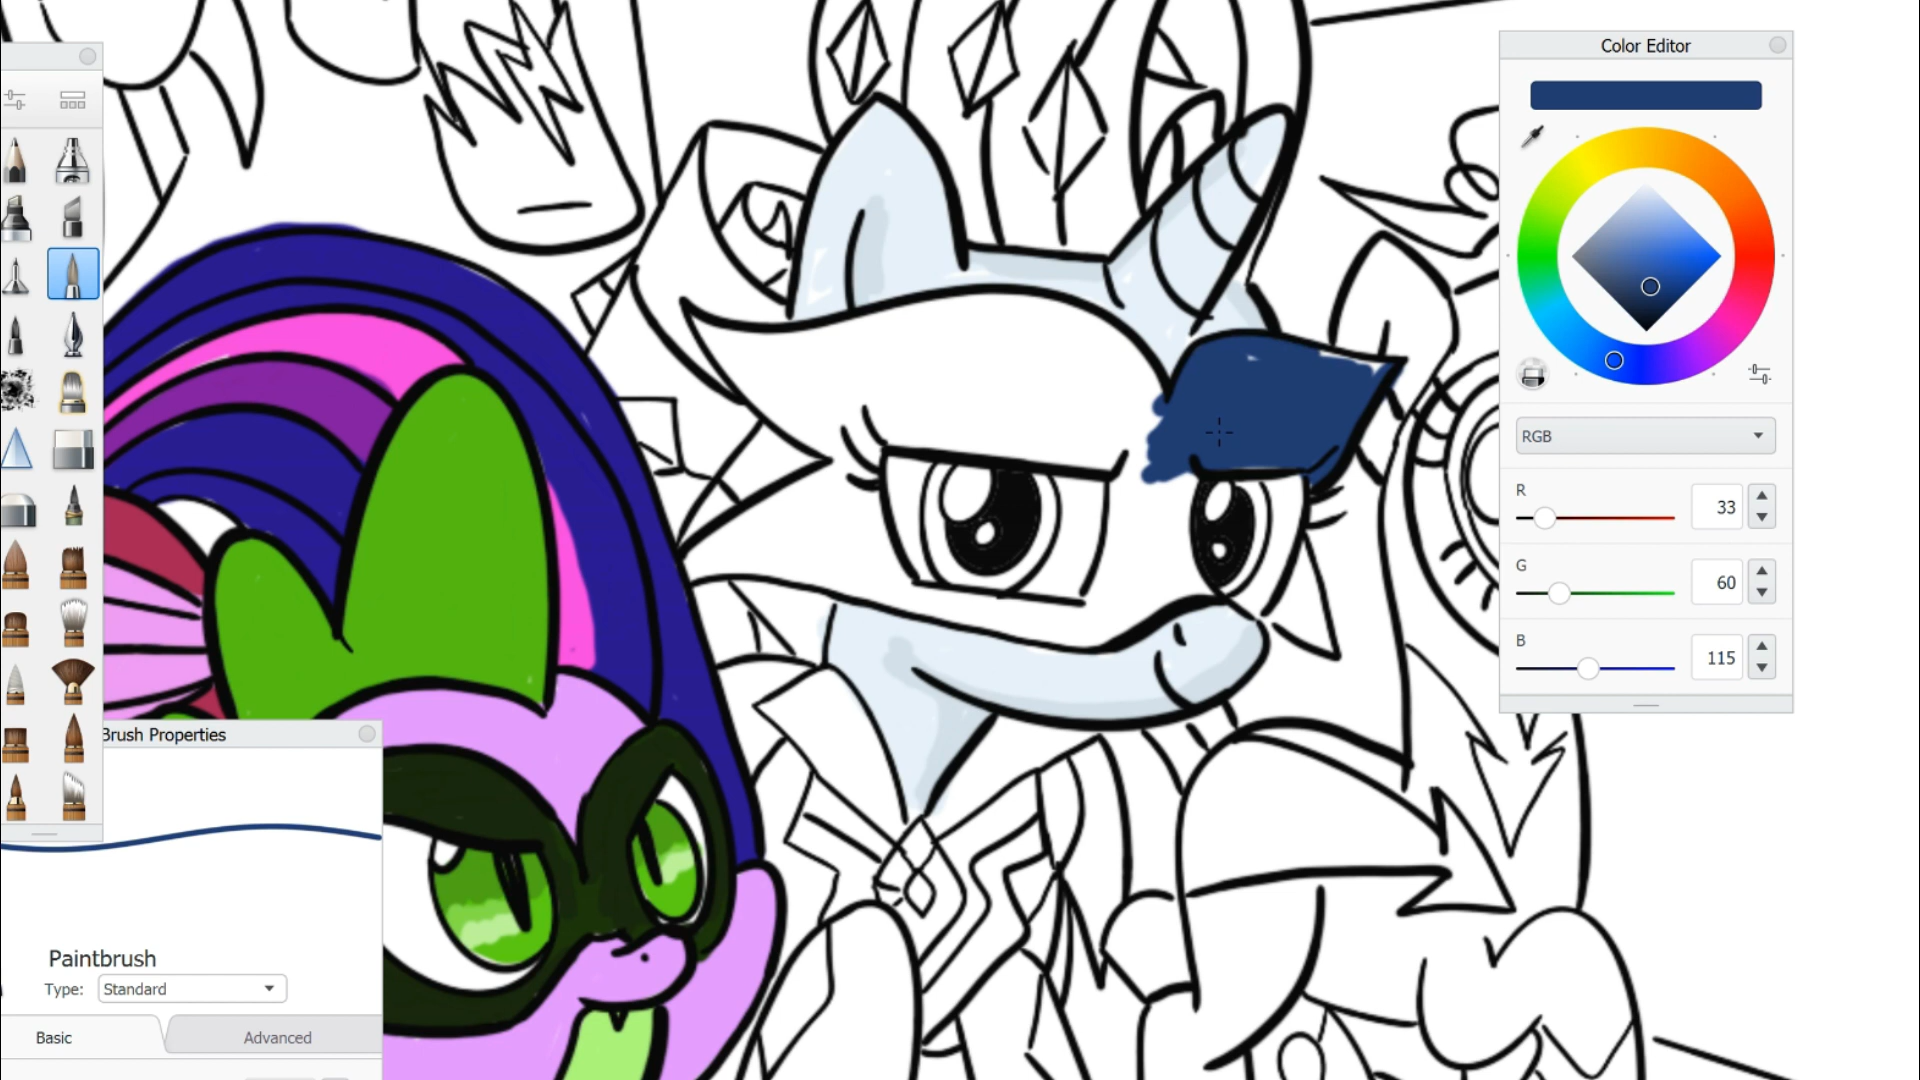 Color Editor
RGB
R
33
G
60
B
115
Brush Properties
Paintbrush
Type: Standard
Basic Advanced